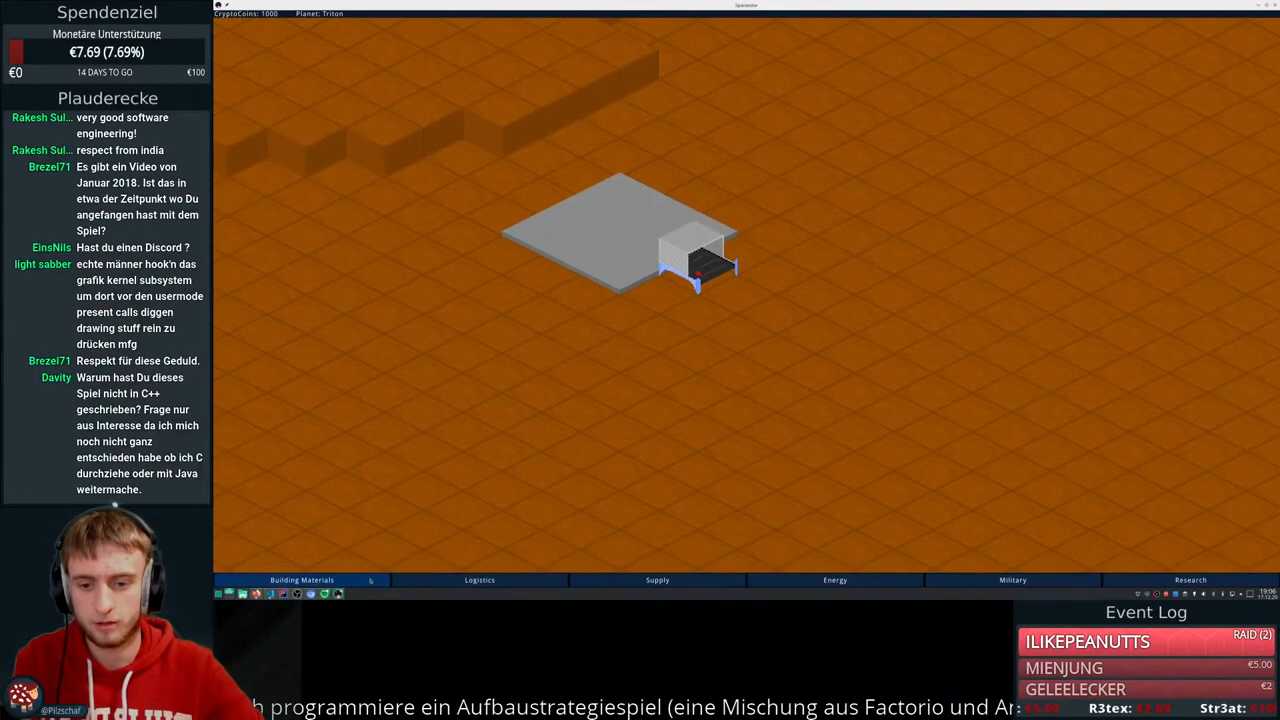 Spendenziel
Monetäre Unterstützung
€7.69 (7.69%)
€0
14 DAYS TO GO
€100
Plauderecke
Rakesh Sul... very good software
engineering!
Rakesh Sul... respect from india
Brezel71 Es gibt ein Video von
Januar 2018. Ist das in
etwa der Zeitpunkt wo Du
angefangen hast mit dem
Spiel?
EinsNils Hast du einen Discord ?
light sabber echte männer hook'n das
grafik kernel subsystem
um dort vor den usermode
present calls diggen
drawing stuff rein zu
drücken mfg
Brezel71 Respekt für diese Geduld.
Davity Warum hast Du dieses
Spiel nicht in C++
geschrieben? Frage nur
aus Interesse da ich mich
noch nicht ganz
entschieden habe ob ich C
durchziehe oder mit Java
weitermache.
@Pilzschaf
CryptoCoins: 1000 Planet: Triton
Building Materials Logistics Supply Energy Military Research
19:06
Event Log
ILIKEPEANUTTS RAID (2)
MIENJUNG €5.00
GELEELECKER €2
h programmiere ein Aufbaustrategiespiel (eine Mischung aus Factorio und An
R3tex: €2.69 Str3at: